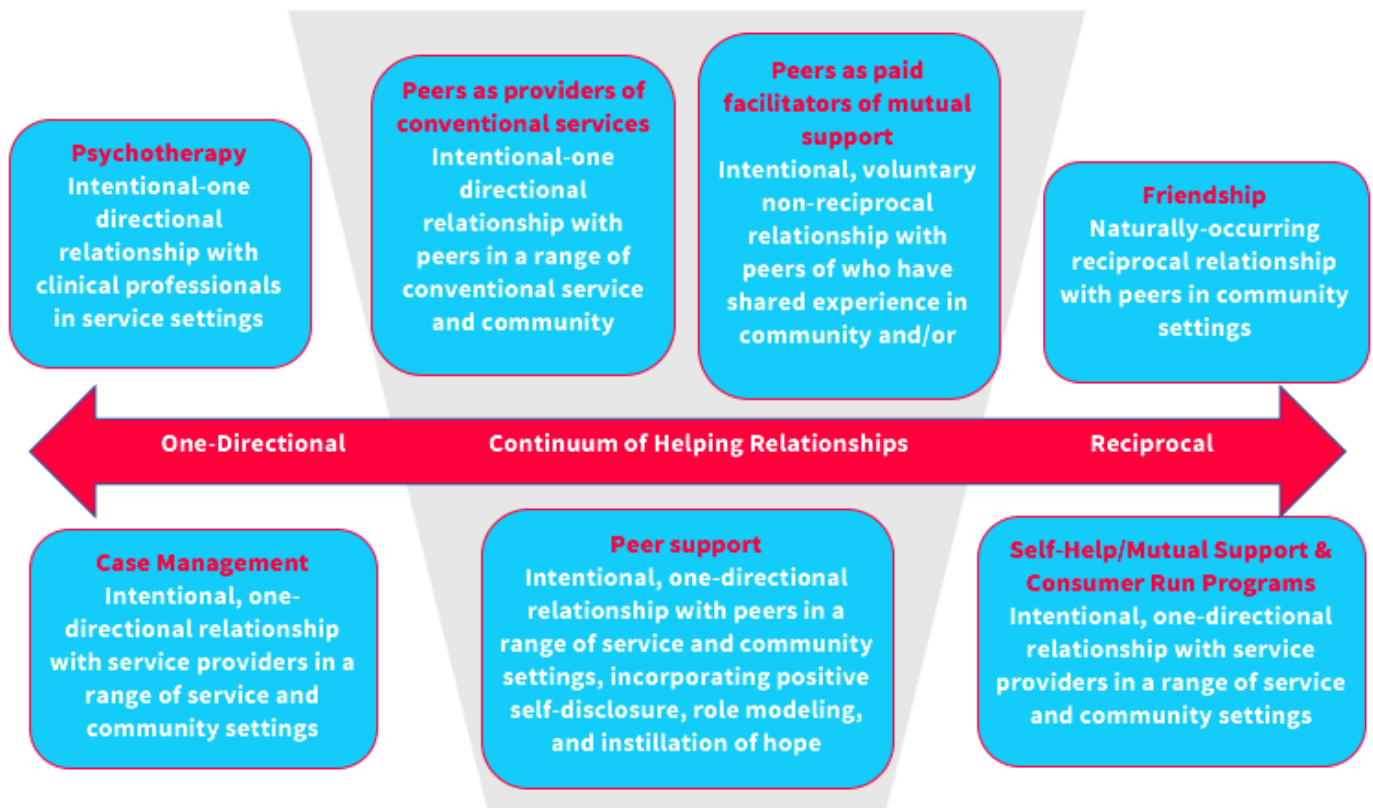 Psychotherapy
Intentional-one
directional
relationship with
clinical professionals
in service settings
Peers as providers of
conventional services
Intentional-one
directional
relationship with
peers in a range of
conventional service
and community
Peers as paid
facilitators of mutual
support
Intentional, voluntary
non-reciprocal
relationship with
peers of who have
shared experience in
community and/or
Friendship
Naturally-occurring
reciprocal relationship
with peers in community
settings
One-Directional
Continuum of Helping Relationships
Reciprocal
Case Management
Intentional, one-
directional relationship
with service providers in a
range of service and
community settings
Peer support
Intentional, one-directional
relationship with peers in a
range of service and community
settings, incorporating positive
self-disclosure, role modeling,
and instillation of hope
Self-Help/Mutual Support &
Consumer Run Programs
Intentional, one-directional
relationship with service
providers in a range of service
and community settings